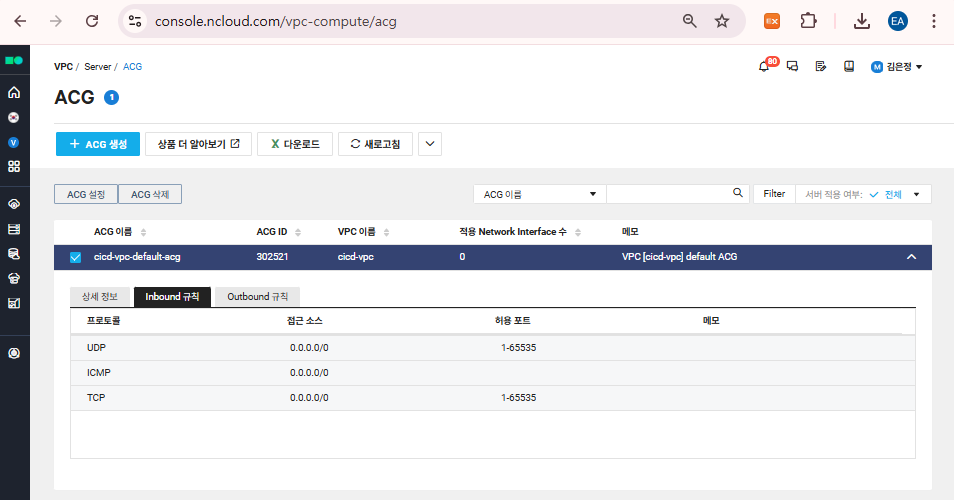 console.ncloud.com/vpc-compute/acg
EX
EA
VPC / Server / ACG
80
M 김은정
ACG 1
V
+ ACG 생성
상품 더 알아보기
X 다운로드
새로고침
ACG 설정
ACG 삭제
ACG 이름
Filter
서버 적용 여부: 전체
ACG 이름 ACG ID VPC 이름 적용 Network Interface 수 메모
cicd-vpc-default-acg 302521 cicd-vpc 0 VPC [cicd-vpc] default ACG
상세 정보 Inbound 규칙 Outbound 규칙
프로토콜 접근 소스 허용 포트 메모
UDP 0.0.0.0/0 1-65535
ICMP 0.0.0.0/0
TCP 0.0.0.0/0 1-65535